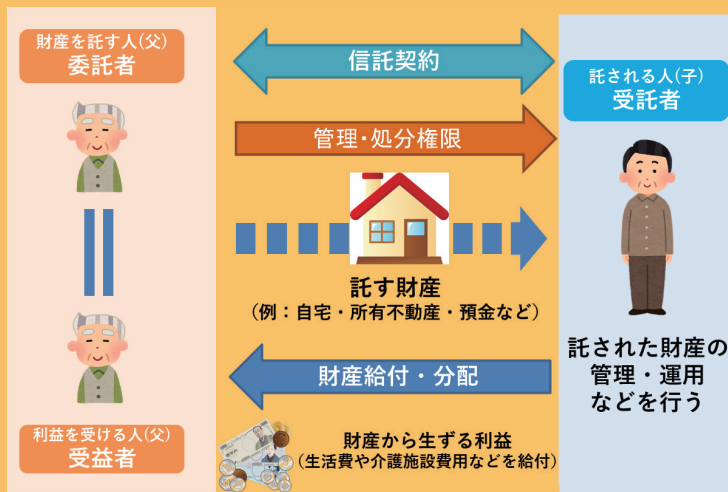 財産を託す人(父)
委託者
信託契約
託される人(子)
受託者
管理・処分権限
託す財産
(例：自宅・所有不動産・預金など)
託された財産の
管理・運用
などを行う
財産給付・分配
利益を受ける人(父)
受益者
財産から生ずる利益
(生活費や介護施設費用などを給付)